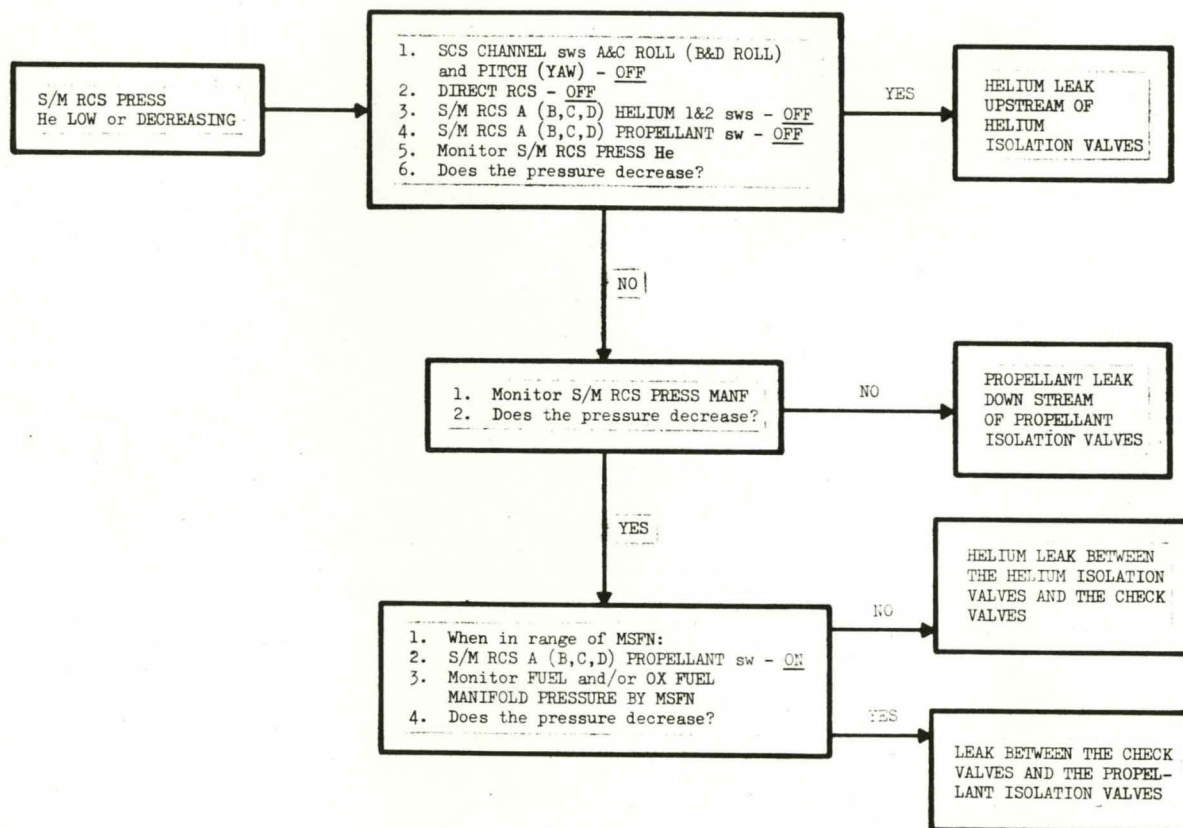 S/M RCS PRESS
He LOW or DECREASING
1. SCS CHANNEL sws A&C ROLL (B&D ROLL)
and PITCH (YAW) - OFF
2. DIRECT RCS - OFF
3. S/M RCS A (B,C,D) HELIUM 1&2 sws - OFF
4. S/M RCS A (B,C,D) PROPELLANT sw - OFF
5. Monitor S/M RCS PRESS He
6. Does the pressure decrease?
YES
HELIUM LEAK
UPSTREAM OF
HELIUM
ISOLATION VALVES
NO
1. Monitor S/M RCS PRESS MANF
2. Does the pressure decrease?
NO
PROPELLANT LEAK
DOWN STREAM
OF PROPELLANT
ISOLATION VALVES
YES
1. When in range of MSFN:
2. S/M RCS A (B,C,D) PROPELLANT sw - ON
3. Monitor FUEL and/or OX FUEL
MANIFOLD PRESSURE BY MSFN
4. Does the pressure decrease?
NO
HELIUM LEAK BETWEEN
THE HELIUM ISOLATION
VALVES AND THE CHECK
VALVES
YES
LEAK BETWEEN THE CHECK
VALVES AND THE PROPEL-
LANT ISOLATION VALVES